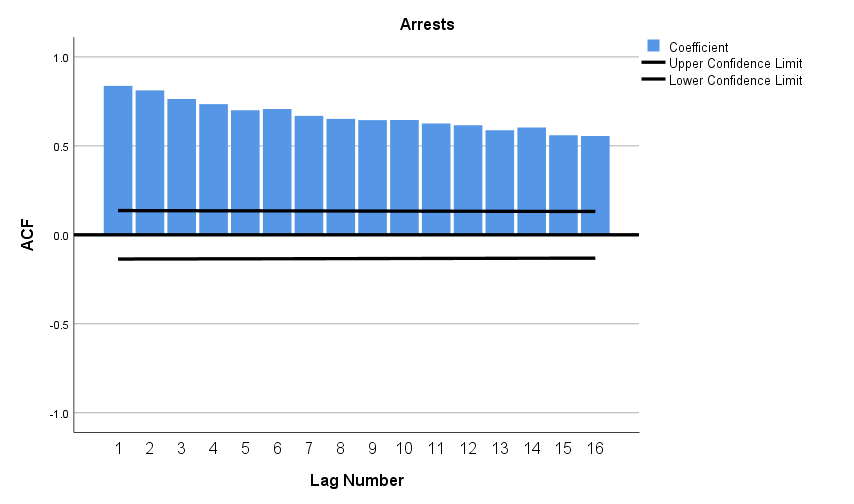 Arrests
Coefficient
Upper Confidence Limit
Lower Confidence Limit
1.0
0.5
0.0
-0.5
-1.0
ACF
1 2 3 4 5 6 7 8 9 10 11 12 13 14 15 16
Lag Number